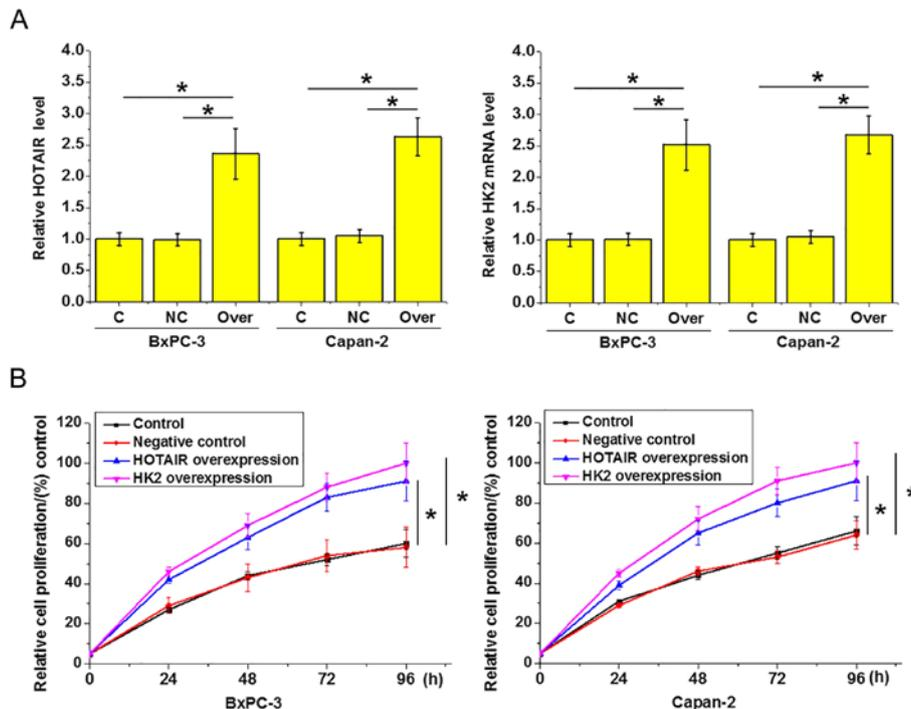 A
Relative HOTAIR level
4.0
3.5
3.0
2.5
2.0
1.5
1.0
0.5
0.0
* * * *
C NC Over C NC Over
BxPC-3 Capan-2
Relative HK2 mRNA level
4.0
3.5
3.0
2.5
2.0
1.5
1.0
0.5
0.0
* * * *
C NC Over C NC Over
BxPC-3 Capan-2
B
Relative cell proliferation/(%) control
120
100
80
60
40
20
0
Control
Negative control
HOTAIR overexpression
HK2 overexpression
* *
0 24 48 72 96 (h)
BxPC-3
Relative cell proliferation/(%) control
120
100
80
60
40
20
0
Control
Negative control
HOTAIR overexpression
HK2 overexpression
* *
0 24 48 72 96 (h)
Capan-2